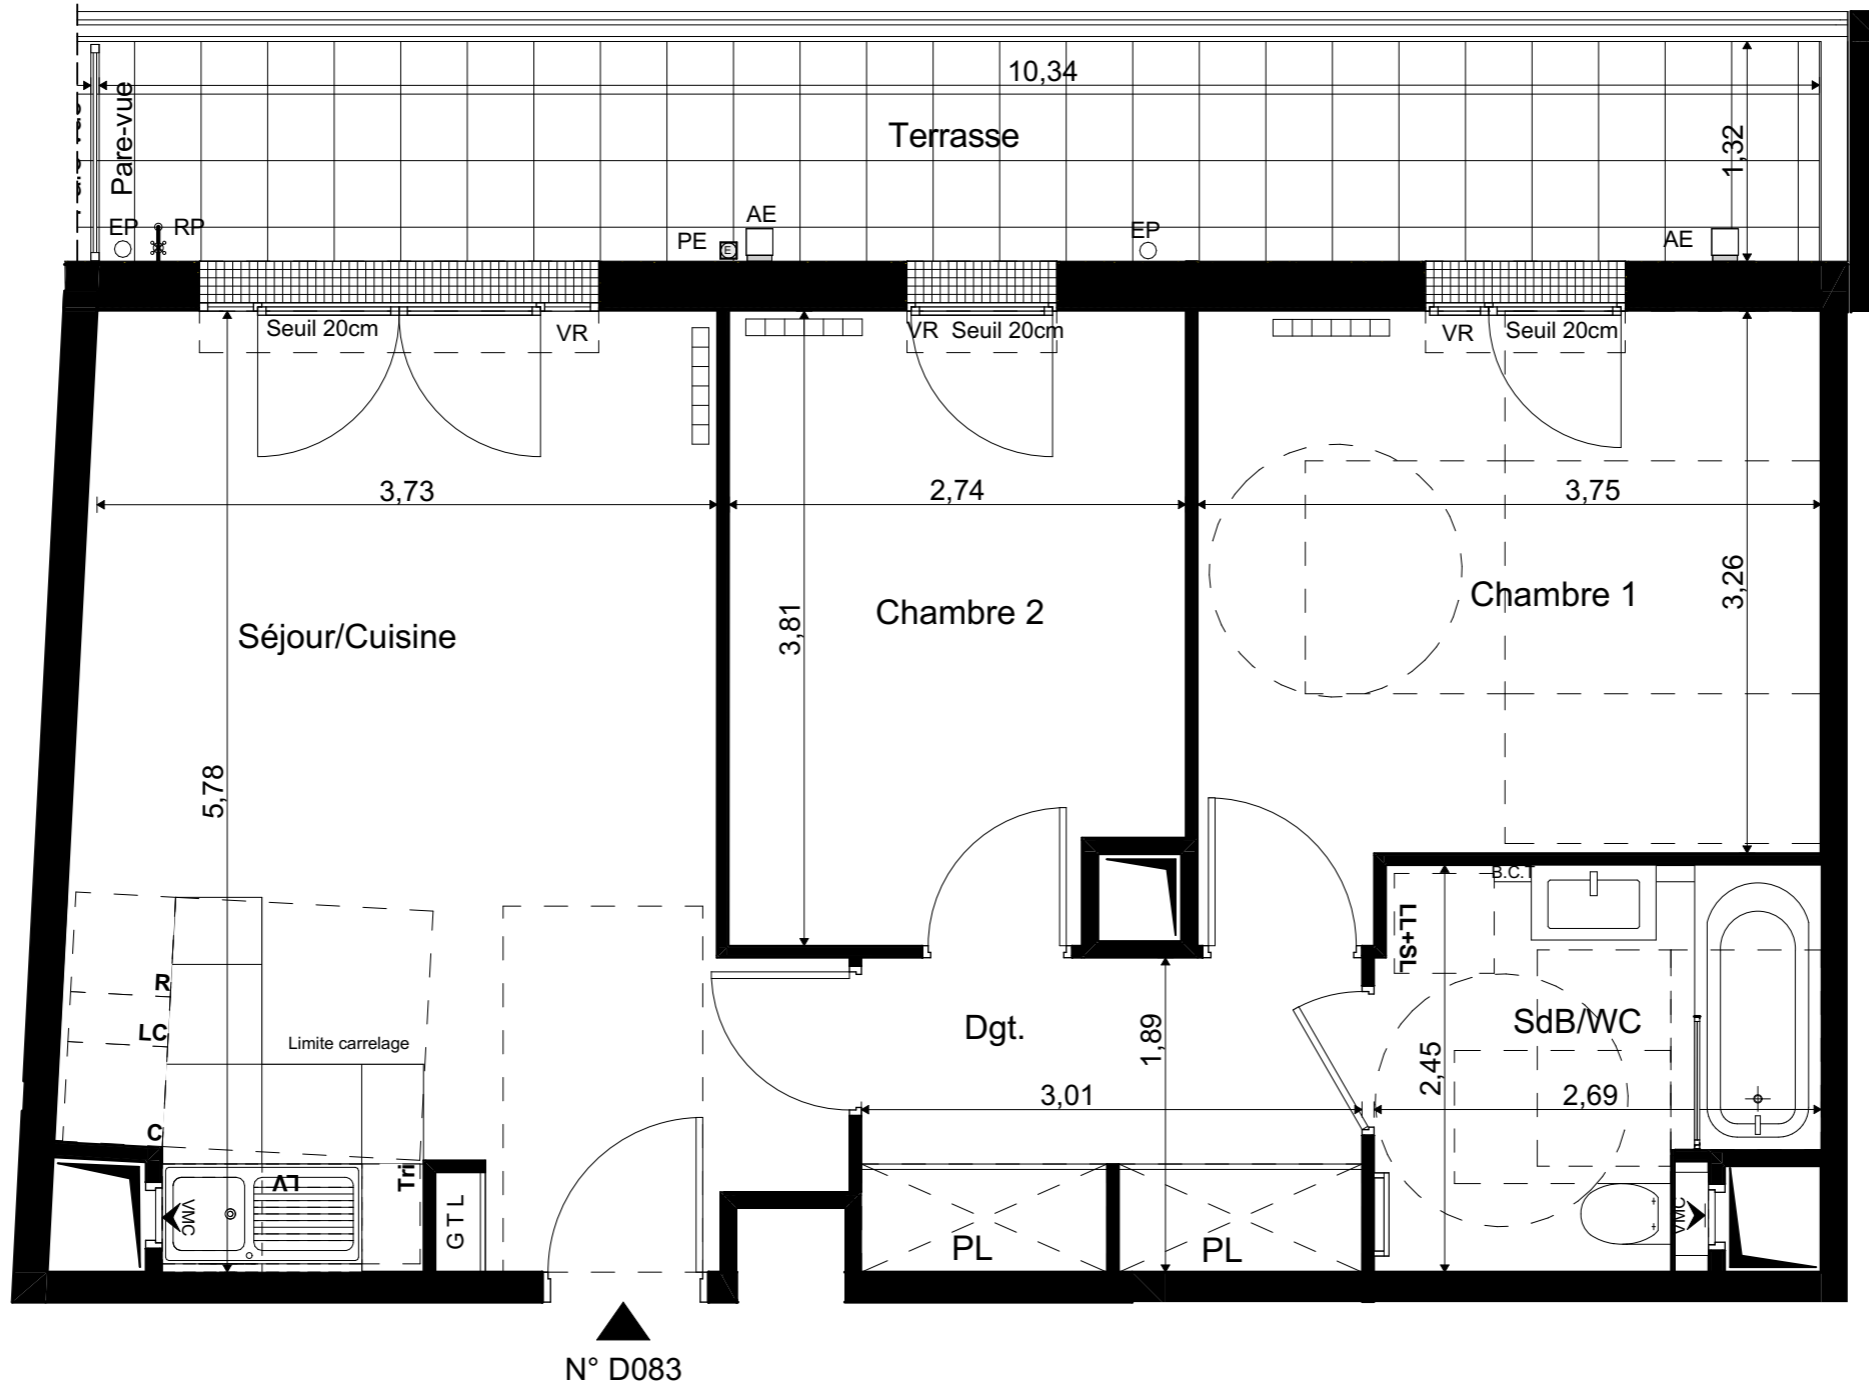 10,34
Terrasse
Pare-vue
1,32
EP
RP
PE
E
AE
EP
AE
Seuil 20cm
VR
VR
Seuil 20cm
VR
Seuil 20cm
3,73
2,74
3,75
Séjour/Cuisine
3,81
Chambre 2
Chambre 1
3,26
5,78
B.C.T
LL+SL
R
LC
Limite carrelage
Dgt.
1,89
SdB/WC
2,45
3,01
2,69
C
LV
Tri
VMC
GTL
PL
PL
VMC
N° D083